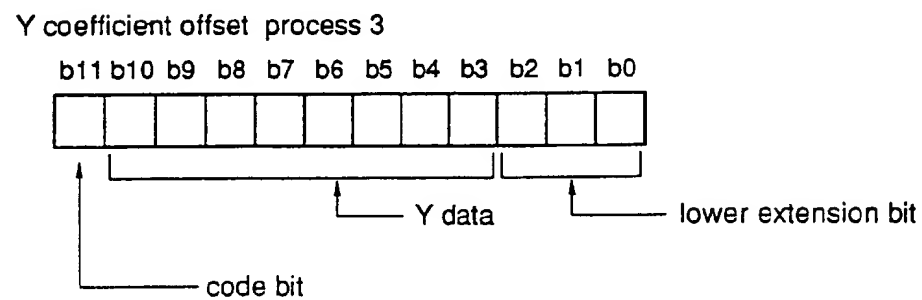 Y coefficient offset process 3
b11 b10 b9 b8 b7 b6 b5 b4 b3 b2 b1 b0
Y data
lower extension bit
code bit